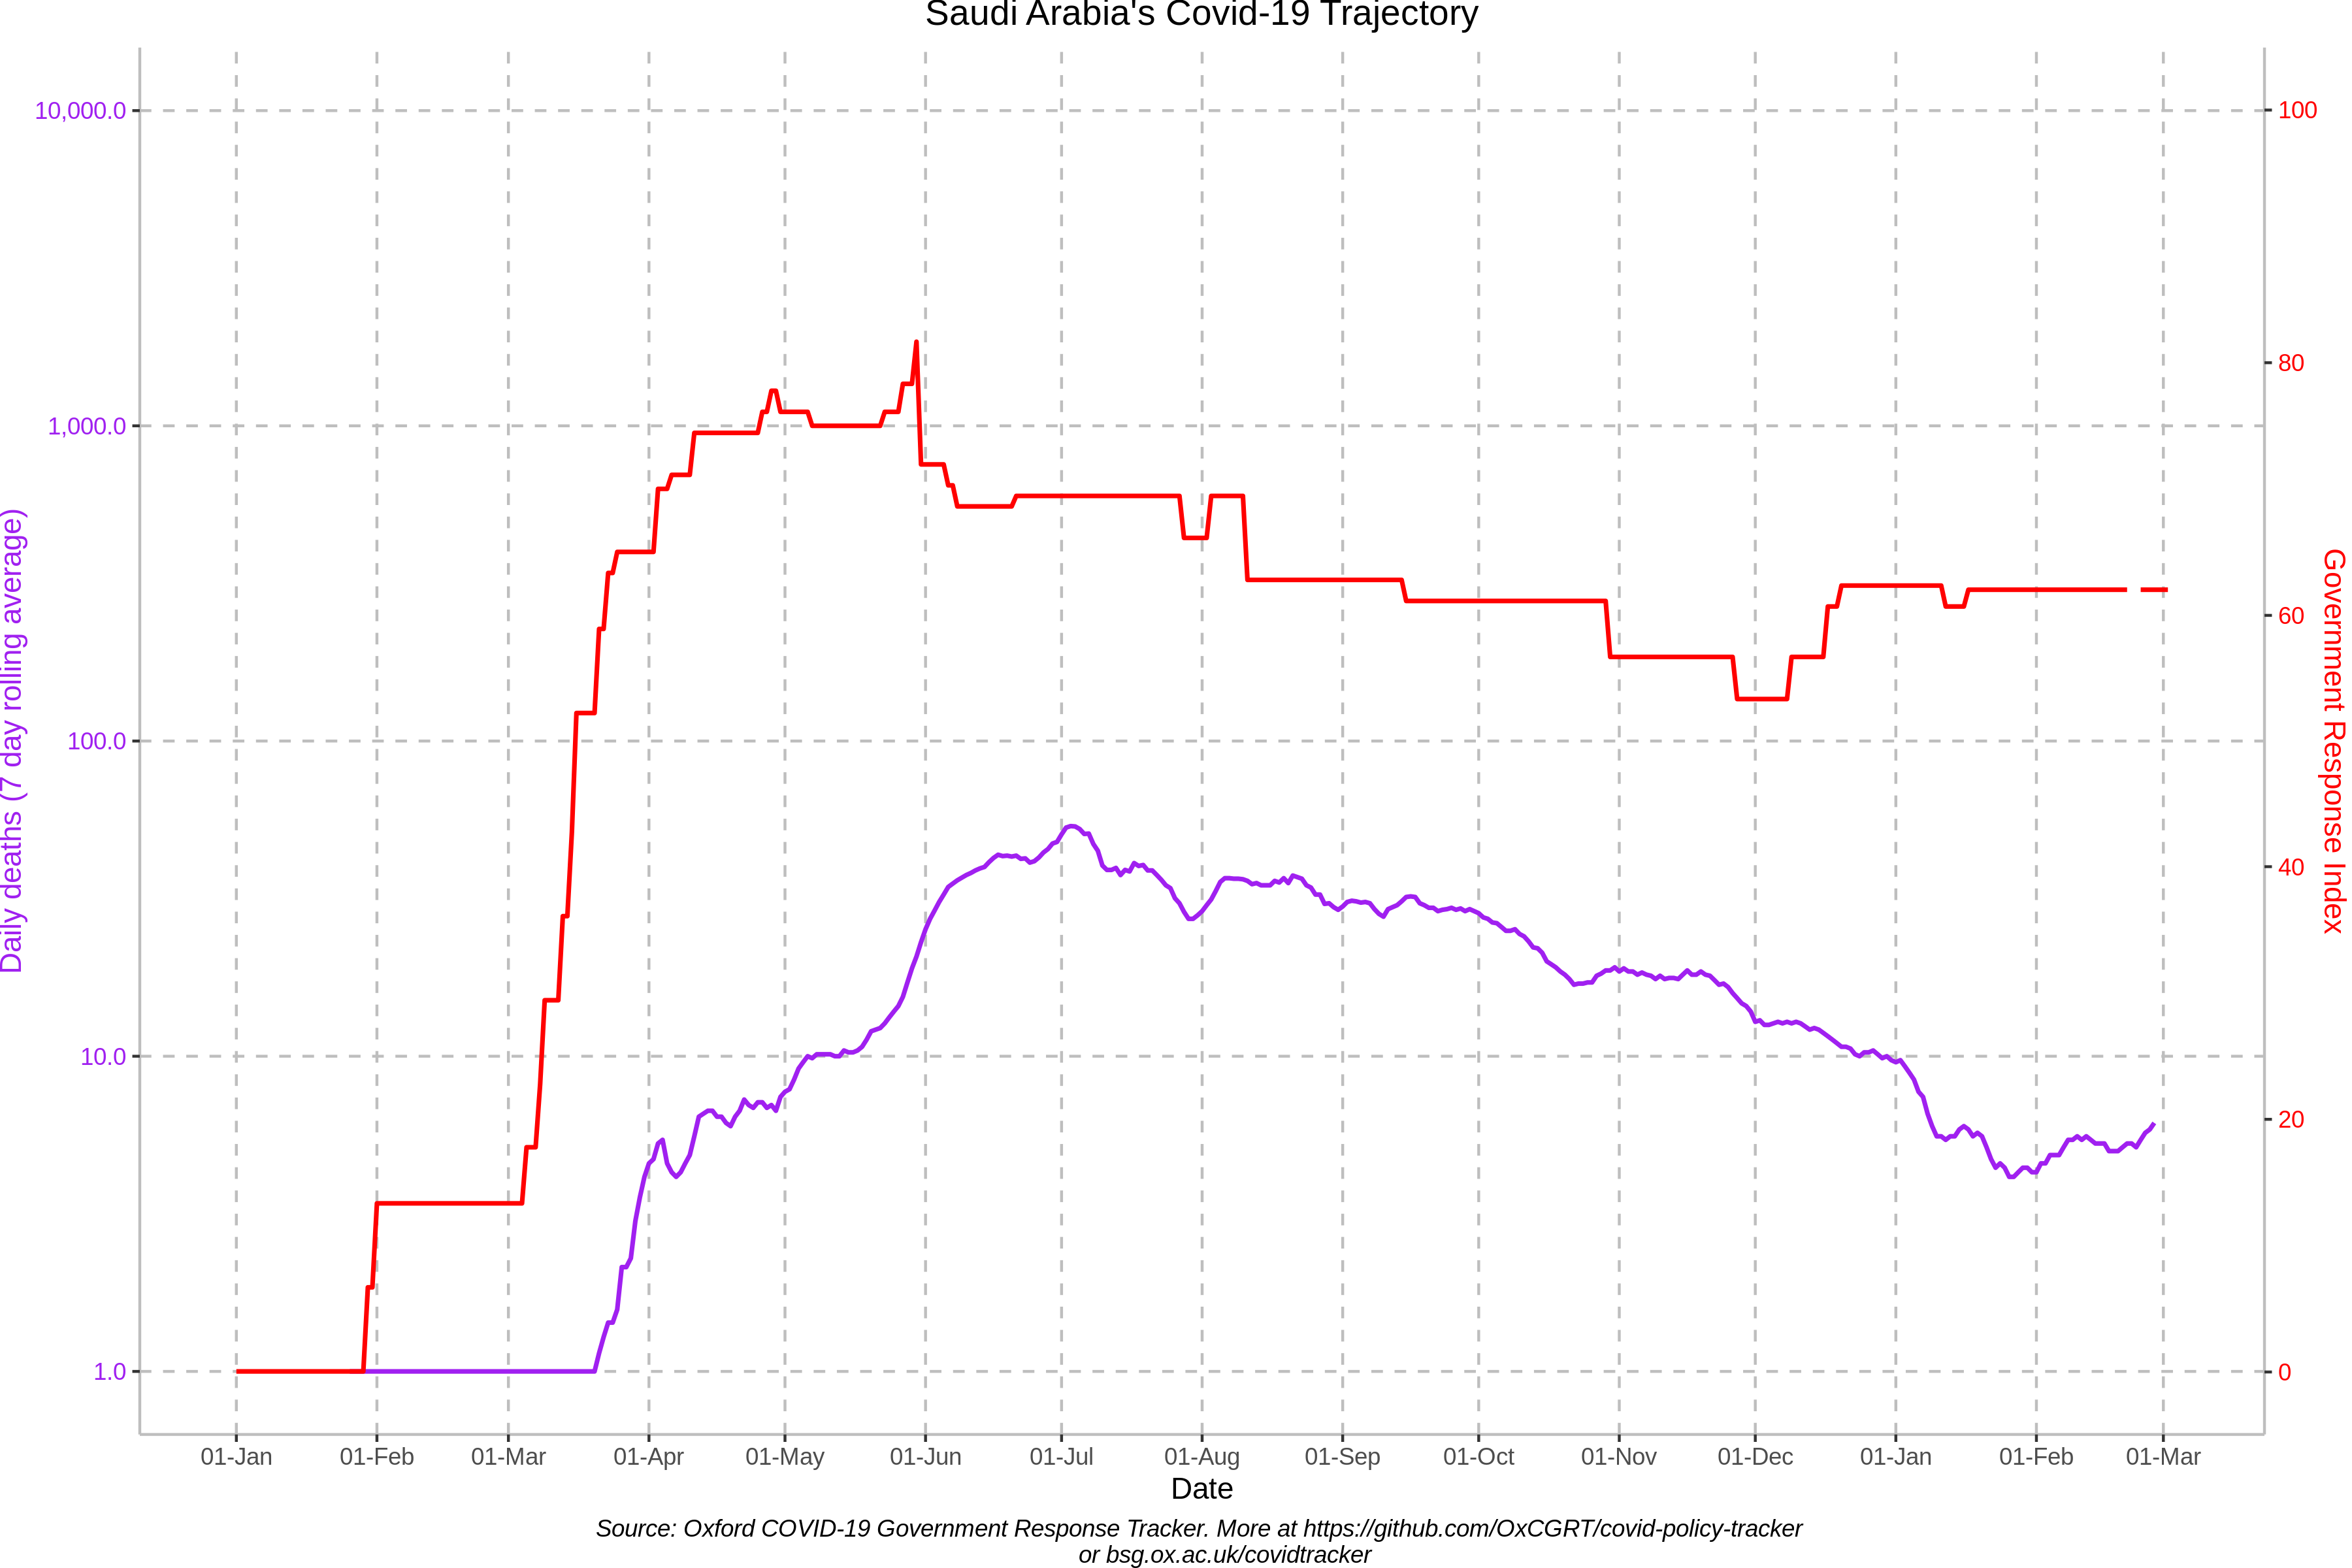 Saudi Arabia's Covid-19 Trajectory
10,000.0
1,000.0
100.0
10.0
1.0
Daily deaths (7 day rolling average)
100
80
60
40
20
0
Government Response Index
01-Jan 01-Feb 01-Mar 01-Apr 01-May 01-Jun 01-Jul 01-Aug 01-Sep 01-Oct 01-Nov 01-Dec 01-Jan 01-Feb 01-Mar
Date
Source: Oxford COVID-19 Government Response Tracker. More at https://github.com/OxCGRT/covid-policy-tracker
or bsg.ox.ac.uk/covidtracker